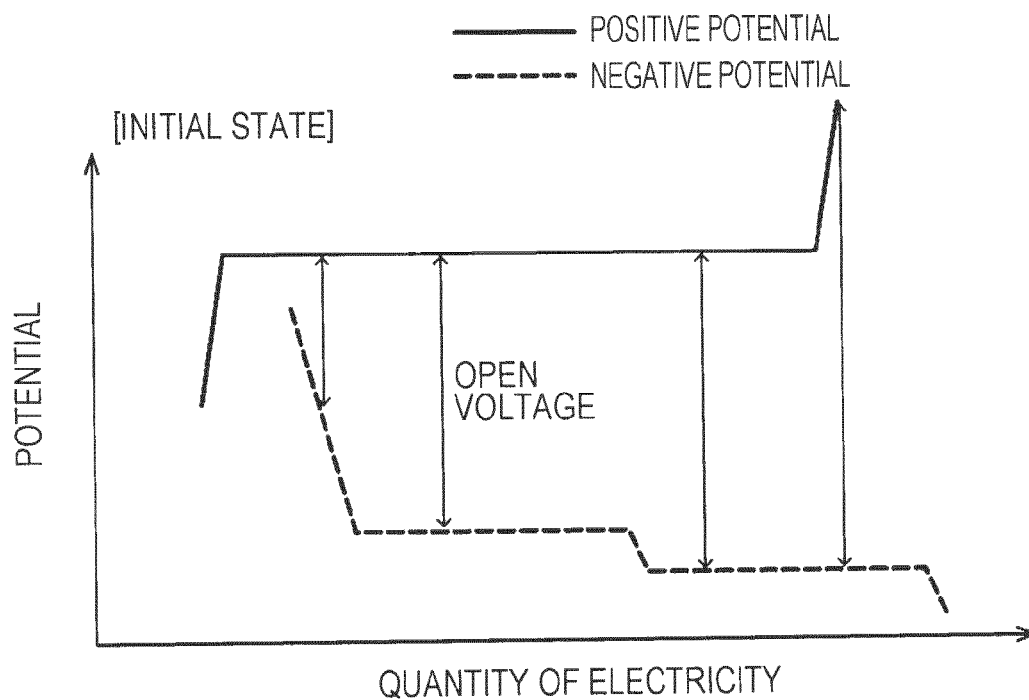 POSITIVE POTENTIAL
NEGATIVE POTENTIAL
[INITIAL STATE]
POTENTIAL
OPEN
VOLTAGE
QUANTITY OF ELECTRICITY